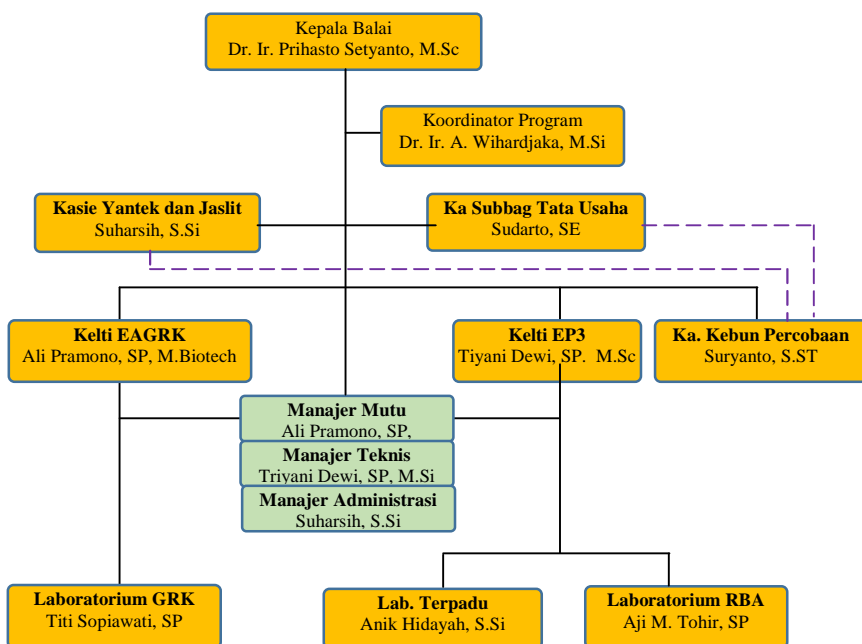 Kepala Balai
Dr. Ir. Prihasto Setyanto, M.Sc
Koordinator Program
Dr. Ir. A. Wihardjaka, M.Si
Kasie Yantek dan Jaslit
Suharsih, S.Si
Ka Subbag Tata Usaha
Sudarto, SE
Kelti EAGRK
Ali Pramono, SP, M.Biotech
Kelti EP3
Tiyani Dewi, SP.  M.Sc
Ka. Kebun Percobaan
Suryanto, S.ST
Manajer Mutu
Ali Pramono, SP,
Manajer Teknis
Triyani Dewi, SP, M.Si
Manajer Administrasi
Suharsih, S.Si
Laboratorium GRK
Titi Sopiawati, SP
Lab. Terpadu
Anik Hidayah, S.Si
Laboratorium RBA
Aji M. Tohir, SP